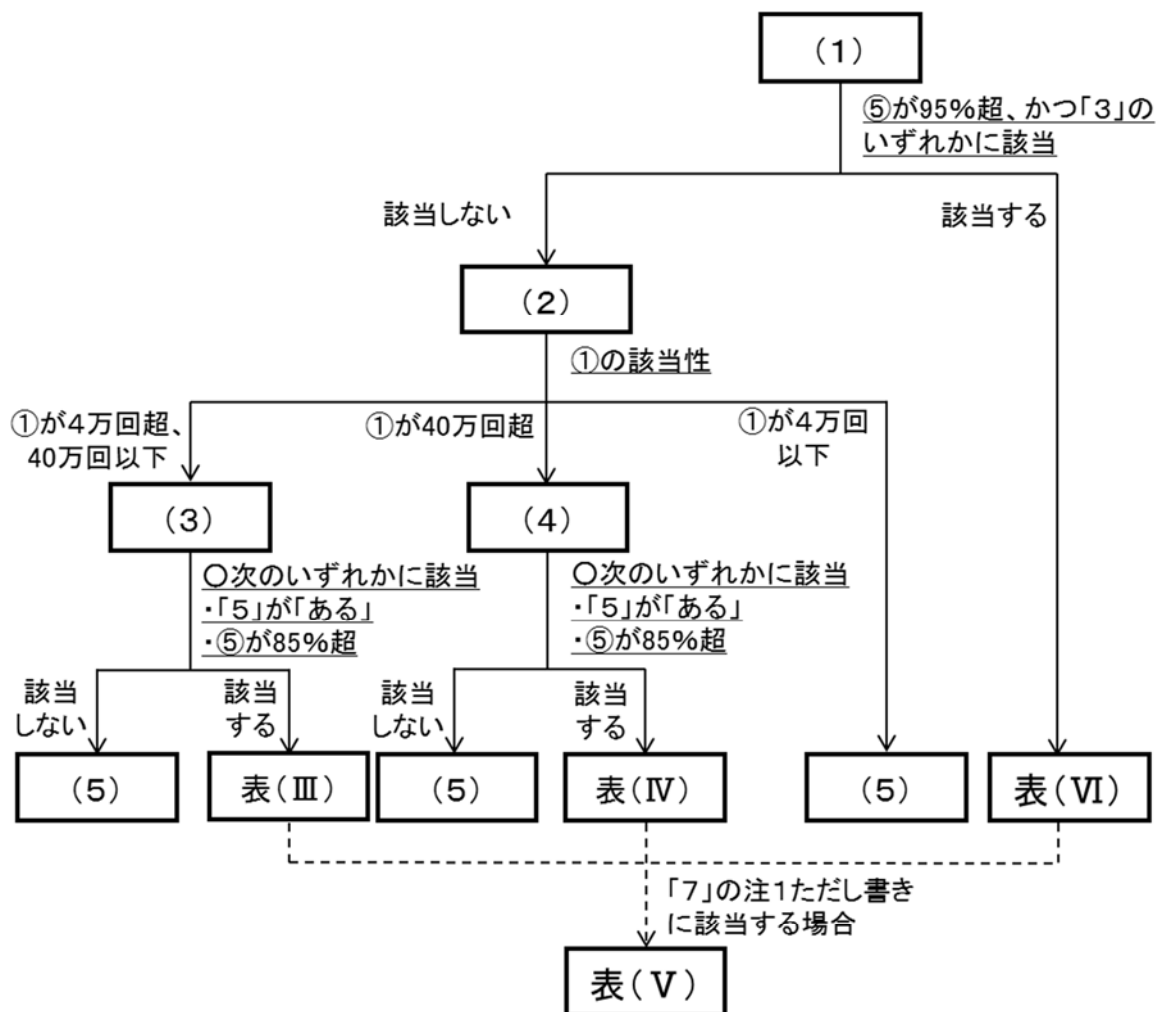 （１）
⑤が95％超、かつ「３」の
いずれかに該当
該当しない
該当する
（２）
①の該当性
①が４万回超、
40万回以下
①が40万回超
①が４万回
以下
（３）
（４）
〇次のいずれかに該当
・「５」が「ある」
・⑤が85％超
〇次のいずれかに該当
・「５」が「ある」
・⑤が85％超
該当
しない
該当
する
該当
しない
該当
する
（５）
表（Ⅲ）
（５）
表（Ⅳ）
（５）
表（Ⅵ）
「７」の注１ただし書き
に該当する場合
表（Ⅴ）